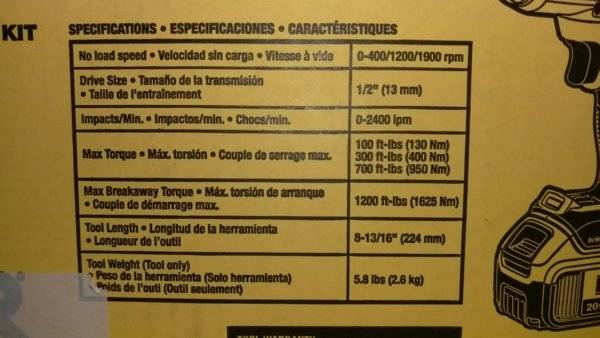 KIT
SPECIFICATIONS • ESPECIFICACIONES • CARACTÉRISTIQUES
No load speed • Velocidad sin carga • Vitesse à vide 0-400/1200/1900 rpm
Drive Size • Tamaño de la transmisión
• Taille de l'entraînement
1/2" (13 mm)
Impacts/Min. • Impactos/min. • Chocs/min. 0-2400 ipm
Max Torque • Máx. torsión • Couple de serrage max.
100 ft-lbs (130 Nm)
300 ft-lbs (400 Nm)
700 ft-lbs (950 Nm)
Max Breakaway Torque • Máx. torsión de arranque
• Couple de démarrage max.
1200 ft-lbs (1625 Nm)
Tool Length • Longitud de la herramienta
• Longueur de l'outil
8-13/16" (224 mm)
Tool Weight (Tool only)
• Peso de la herramienta (Solo herramienta)
• Poids de l'outi (Outil seulement)
5.8 lbs (2.6 kg)
R
TOOL WARRANTY
20